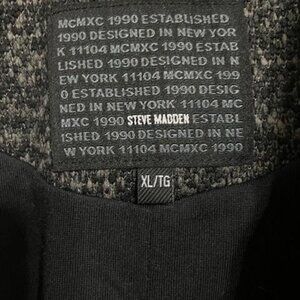 MCMXC 1990 ESTABLISHED
1990 DESIGNED IN NEW YOR
K 11104 MCMXC 1990 ESTAB
LISHED 1990 DESIGNED IN N
EW YORK 11104 MCMXC 199
0 ESTABLISHED 1990 DESIG
NED IN NEW YORK 11104 MC
MXC 1990 STEVE MADDEN ESTABL
ISHED 1990 DESIGNED IN NE
W YORK 11104 MCMXC 1990
XL/TG